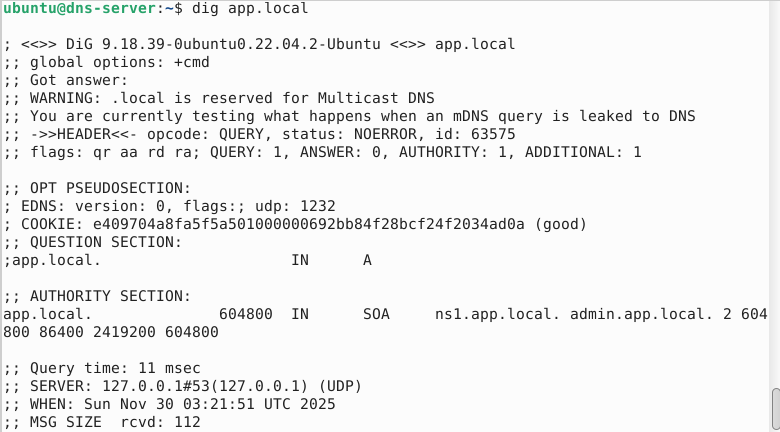 ubuntu@dns-server:~$ dig app.local

; <<>> DiG 9.18.39-0ubuntu0.22.04.2-Ubuntu <<>> app.local
;; global options: +cmd
;; Got answer:
;; WARNING: .local is reserved for Multicast DNS
;; You are currently testing what happens when an mDNS query is leaked to DNS
;; ->>HEADER<<- opcode: QUERY, status: NOERROR, id: 63575
;; flags: qr aa rd ra; QUERY: 1, ANSWER: 0, AUTHORITY: 1, ADDITIONAL: 1

;; OPT PSEUDOSECTION:
; EDNS: version: 0, flags:; udp: 1232
; COOKIE: e409704a8fa5f5a501000000692bb84f28bcf24f2034ad0a (good)
;; QUESTION SECTION:
;app.local.                     IN      A

;; AUTHORITY SECTION:
app.local.              604800  IN      SOA     ns1.app.local. admin.app.local. 2 604
800 86400 2419200 604800

;; Query time: 11 msec
;; SERVER: 127.0.0.1#53(127.0.0.1) (UDP)
;; WHEN: Sun Nov 30 03:21:51 UTC 2025
;; MSG SIZE  rcvd: 112